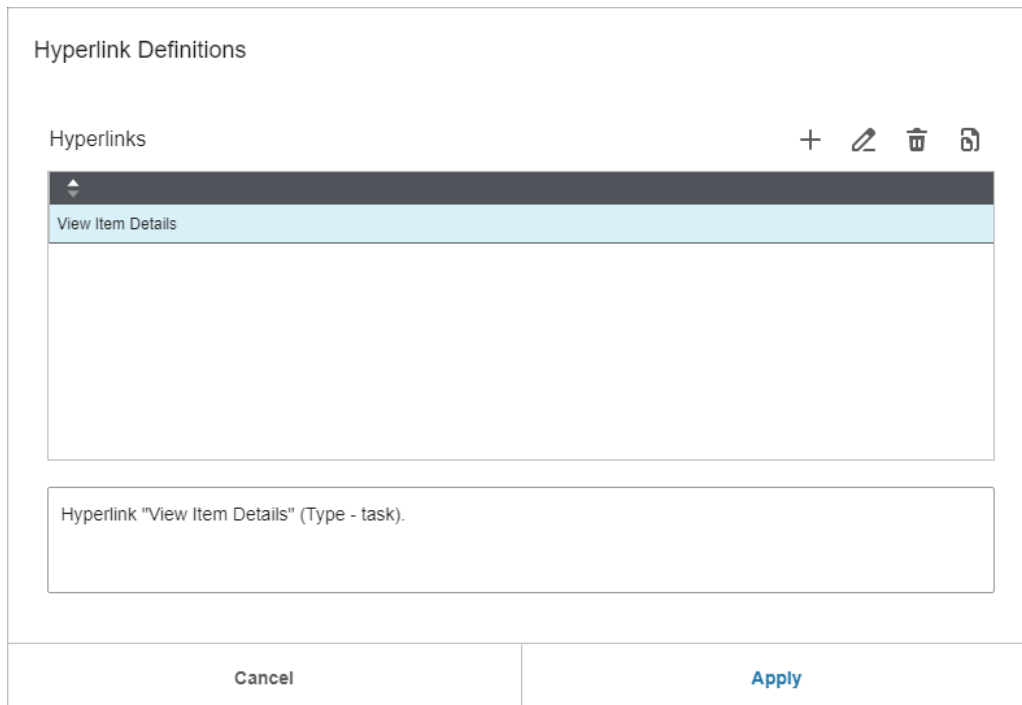 Hyperlink Definitions
Hyperlinks
View Item Details
Hyperlink "View Item Details" (Type - task).
Cancel
Apply